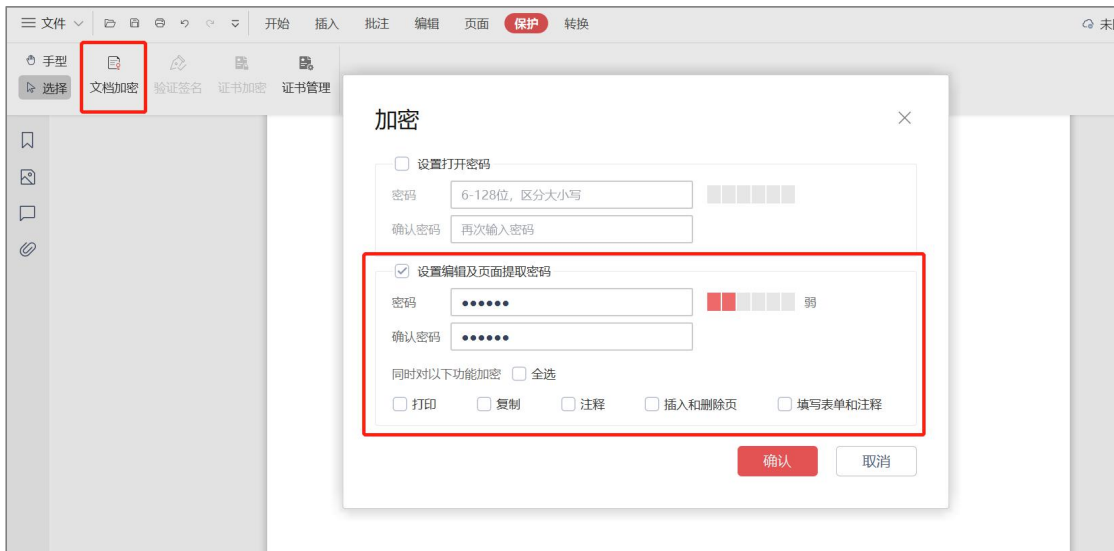 文件 开始 插入 批注 编辑 页面 保护 转换
手型
选择 文档加密 验证签名 证书加密 证书管理
加密
设置打开密码
密码 6-128位，区分大小写
确认密码 再次输入密码
设置编辑及页面提取密码
密码 弱
确认密码
同时对以下功能加密 全选
打印 复制 注释 插入和删除页 填写表单和注释
确认 取消